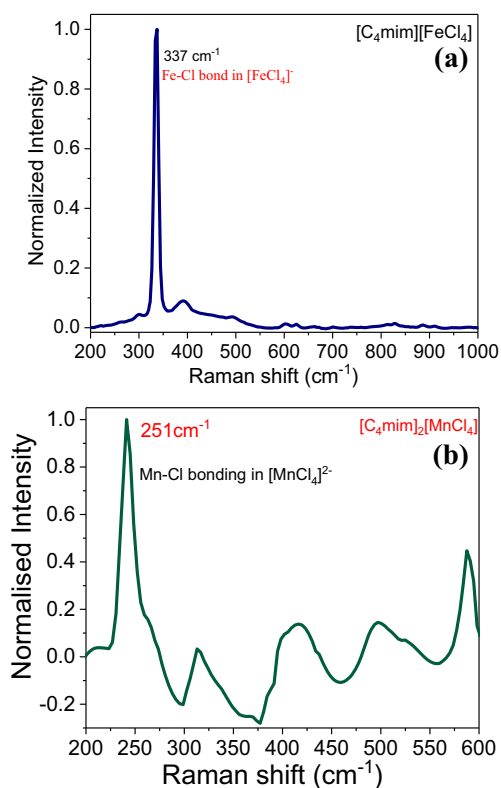 [C₄mim][FeCl₄]
(a)
337 cm⁻¹
Fe-Cl bond in [FeCl₄]⁻
Normalized Intensity
1.0
0.8
0.6
0.4
0.2
0.0
200 300 400 500 600 700 800 900 1000
Raman shift (cm⁻¹)
[C₄mim]₂[MnCl₄]
(b)
251cm⁻¹
Mn-Cl bonding in [MnCl₄]²⁻
Normalised Intensity
1.0
0.8
0.6
0.4
0.2
0.0
-0.2
200 250 300 350 400 450 500 550 600
Raman shift (cm⁻¹)